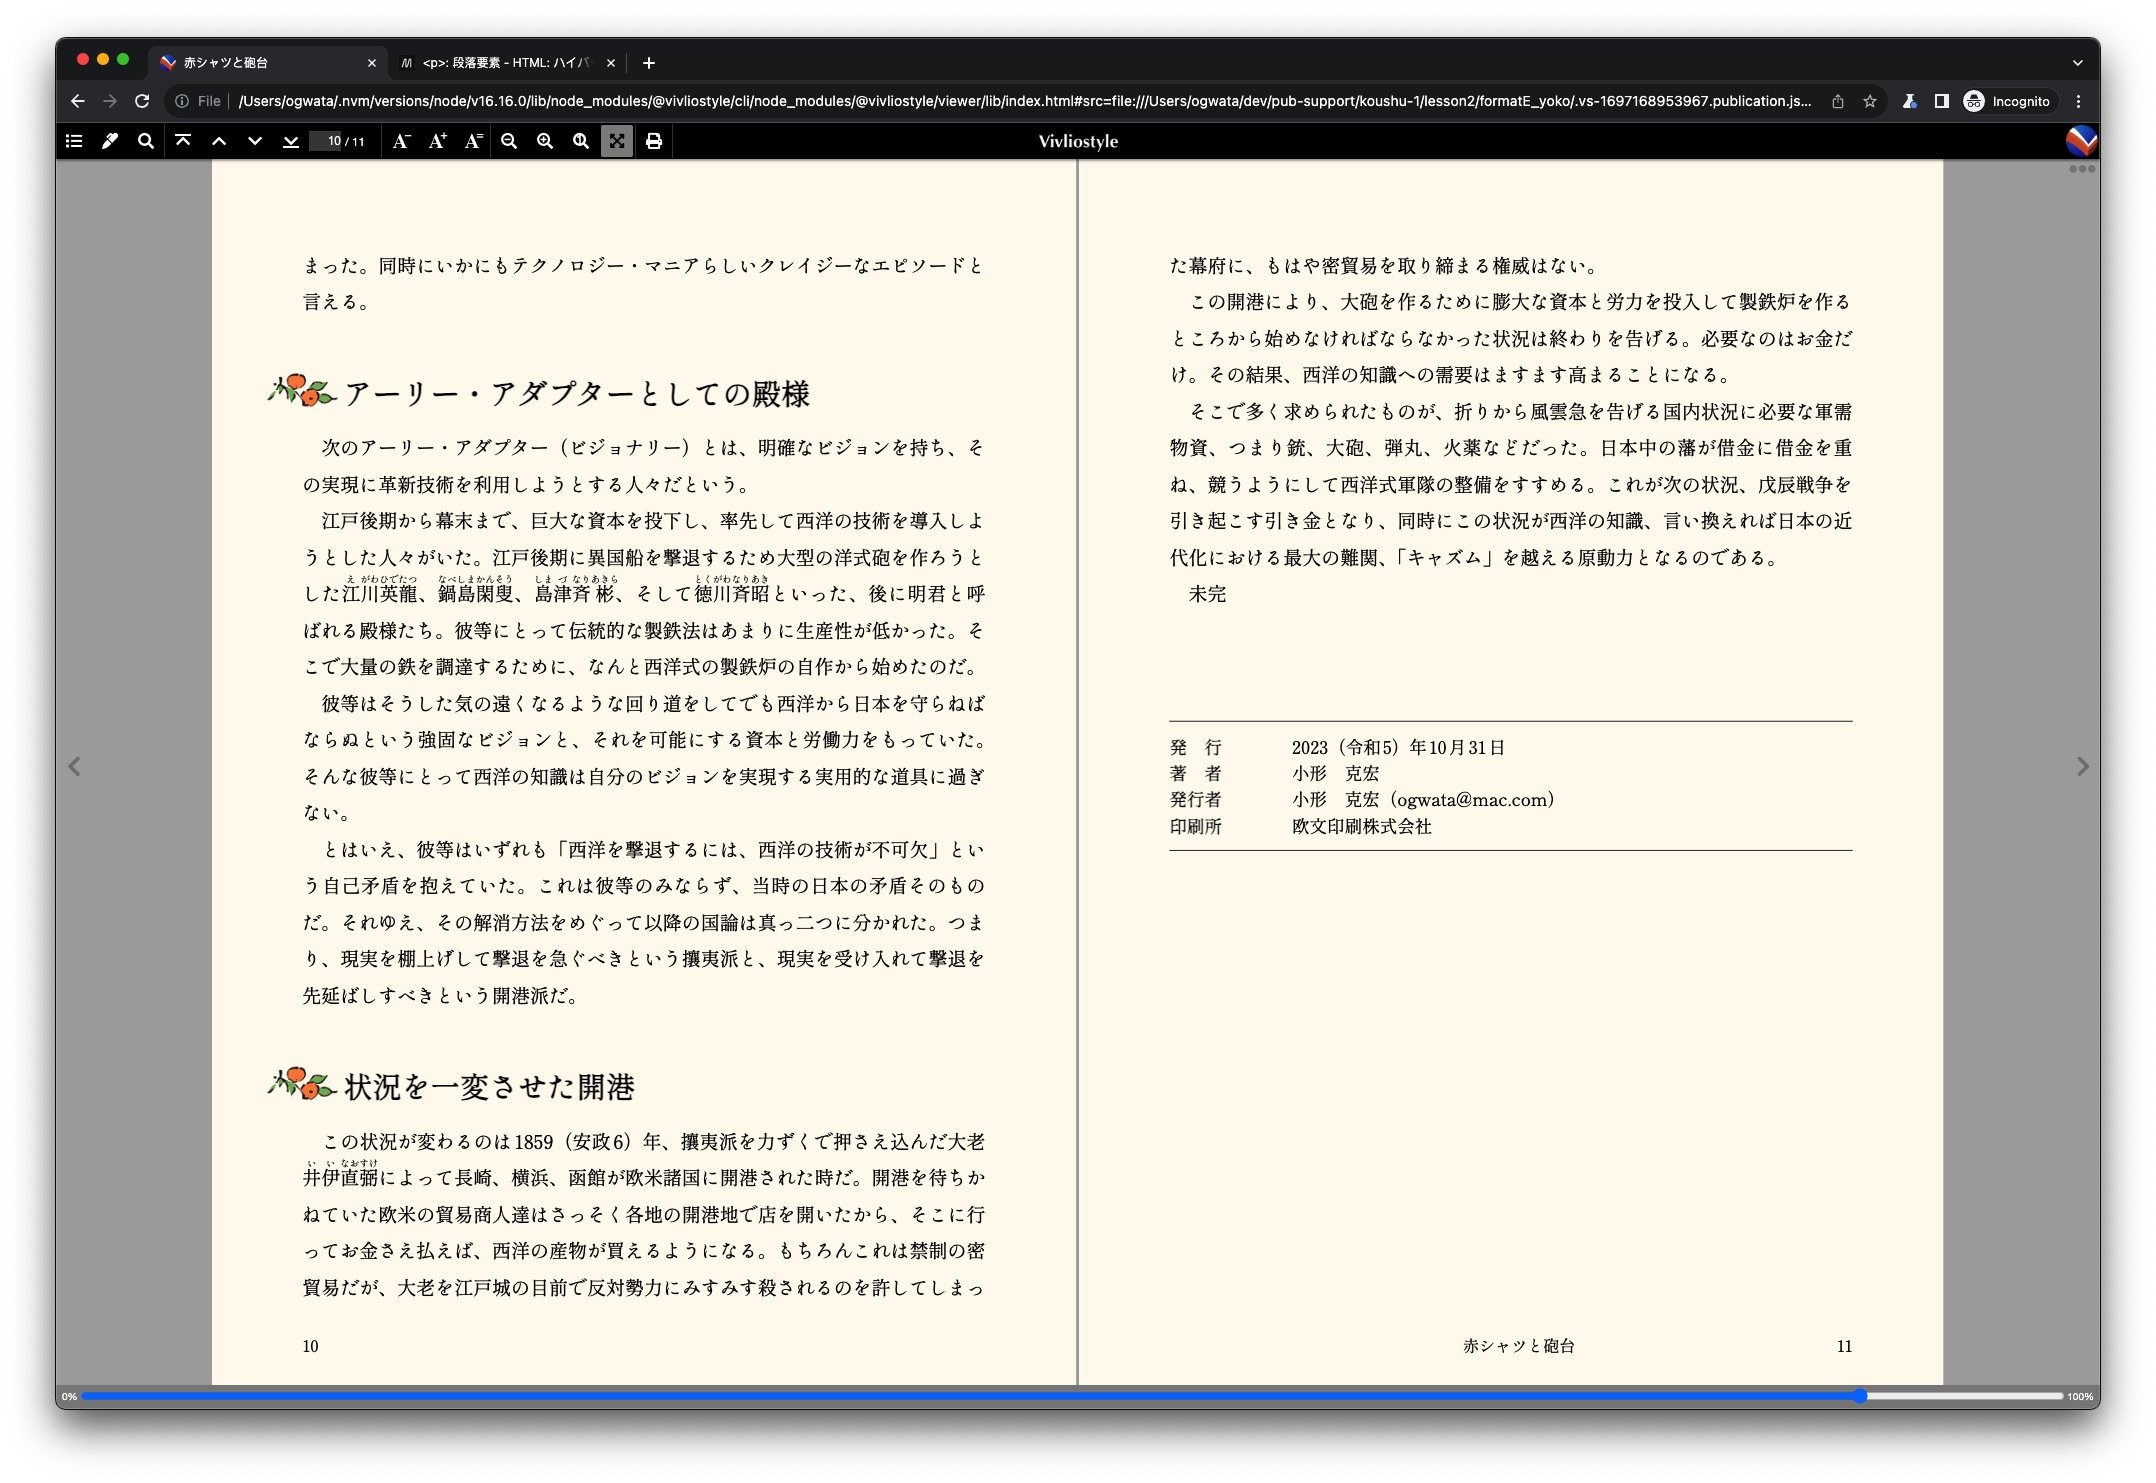 赤シャツと砲台
<p>: 段落要素 - HTML: ハイパー
File
/Users/ogwata/.nvm/versions/node/v16.16.0/lib/node_modules/@vivliostyle/cli/node_modules/@vivliostyle/viewer/lib/index.html#src=file:///Users/ogwata/dev/pub-support/koushu-1/lesson2/formatE_yoko/.vs-1697168953967.publication.js...
Incognito
10 / 11
A- A+ A=
Vivliostyle
まった。同時にいかにもテクノロジー・マニアらしいクレイジーなエピソードと
言える。
アーリー・アダプターとしての殿様
次のアーリー・アダプター（ビジョナリー）とは、明確なビジョンを持ち、そ
の実現に革新技術を利用しようとする人々だという。
江戸後期から幕末まで、巨大な資本を投下し、率先して西洋の技術を導入しよ
うとした人々がいた。江戸後期に異国船を撃退するため大型の洋式砲を作ろうと
え がわひでたつ なべしまかんそう しま づ なりあきら とくがわなりあき
した江川英龍、鍋島閑叟、島津斉彬、そして徳川斉昭といった、後に明君と呼
ばれる殿様たち。彼等にとって伝統的な製鉄法はあまりに生産性が低かった。そ
こで大量の鉄を調達するために、なんと西洋式の製鉄炉の自作から始めたのだ。
彼等はそうした気の遠くなるような回り道をしてでも西洋から日本を守らねば
ならぬという強固なビジョンと、それを可能にする資本と労働力をもっていた。
そんな彼等にとって西洋の知識は自分のビジョンを実現する実用的な道具に過ぎ
ない。
とはいえ、彼等はいずれも「西洋を撃退するには、西洋の技術が不可欠」とい
う自己矛盾を抱えていた。これは彼等のみならず、当時の日本の矛盾そのもの
だ。それゆえ、その解消方法をめぐって以降の国論は真っ二つに分かれた。つま
り、現実を棚上げして撃退を急ぐべきという攘夷派と、現実を受け入れて撃退を
先延ばしすべきという開港派だ。
状況を一変させた開港
この状況が変わるのは1859（安政6）年、攘夷派を力ずくで押さえ込んだ大老
い い なおすけ
井伊直弼によって長崎、横浜、函館が欧米諸国に開港された時だ。開港を待ちか
ねていた欧米の貿易商人達はさっそく各地の開港地で店を開いたから、そこに行
ってお金さえ払えば、西洋の産物が買えるようになる。もちろんこれは禁制の密
貿易だが、大老を江戸城の目前で反対勢力にみすみす殺されるのを許してしまっ
10
た幕府に、もはや密貿易を取り締まる権威はない。
この開港により、大砲を作るために膨大な資本と労力を投入して製鉄炉を作る
ところから始めなければならなかった状況は終わりを告げる。必要なのはお金だ
け。その結果、西洋の知識への需要はますます高まることになる。
そこで多く求められたものが、折りから風雲急を告げる国内状況に必要な軍需
物資、つまり銃、大砲、弾丸、火薬などだった。日本中の藩が借金に借金を重
ね、競うようにして西洋式軍隊の整備をすすめる。これが次の状況、戊辰戦争を
引き起こす引き金となり、同時にこの状況が西洋の知識、言い換えれば日本の近
代化における最大の難関、「キャズム」を越える原動力となるのである。
未完
発　行 2023（令和5）年10月31日
著　者 小形　克宏
発行者 小形　克宏（ogwata@mac.com）
印刷所 欧文印刷株式会社
赤シャツと砲台 11
0% 100%